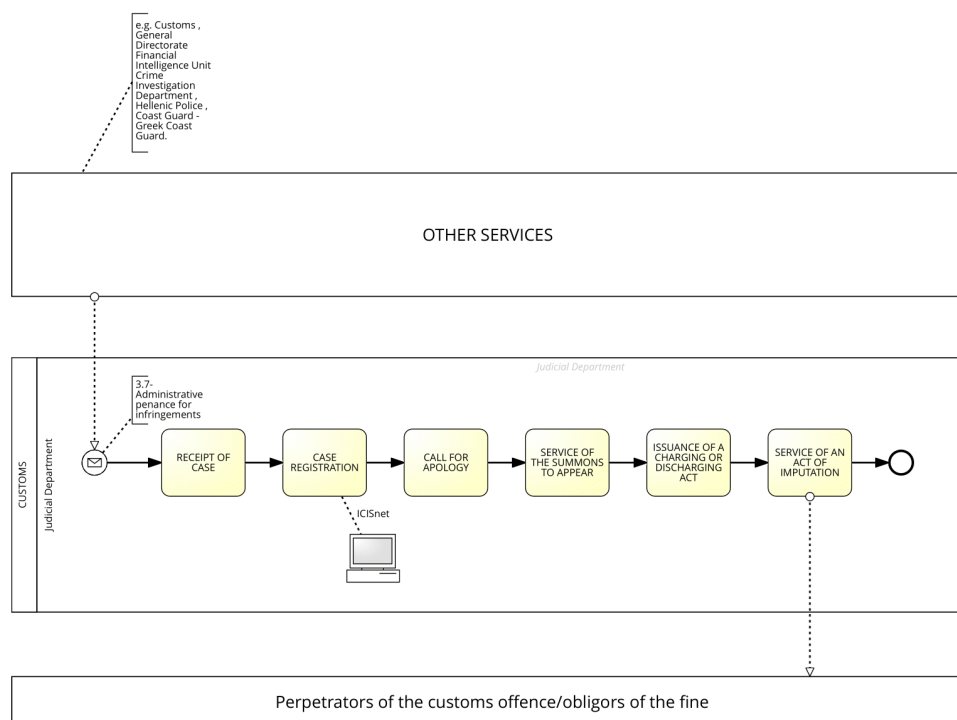 e.g. Customs ,
General
Directorate
Financial
Intelligence Unit
Crime
Investigation
Department ,
Hellenic Police ,
Coast Guard -
Greek Coast
Guard.
OTHER SERVICES
Judicial Department
CUSTOMS
Judicial Department
3.7-
Administrative
penance for
infringements
RECEIPT OF
CASE
CASE
REGISTRATION
CALL FOR
APOLOGY
SERVICE OF
THE SUMMONS
TO APPEAR
ISSUANCE OF A
CHARGING OR
DISCHARGING
ACT
SERVICE OF AN
ACT OF
IMPUTATION
ICISnet
Perpetrators of the customs offence/obligors of the fine